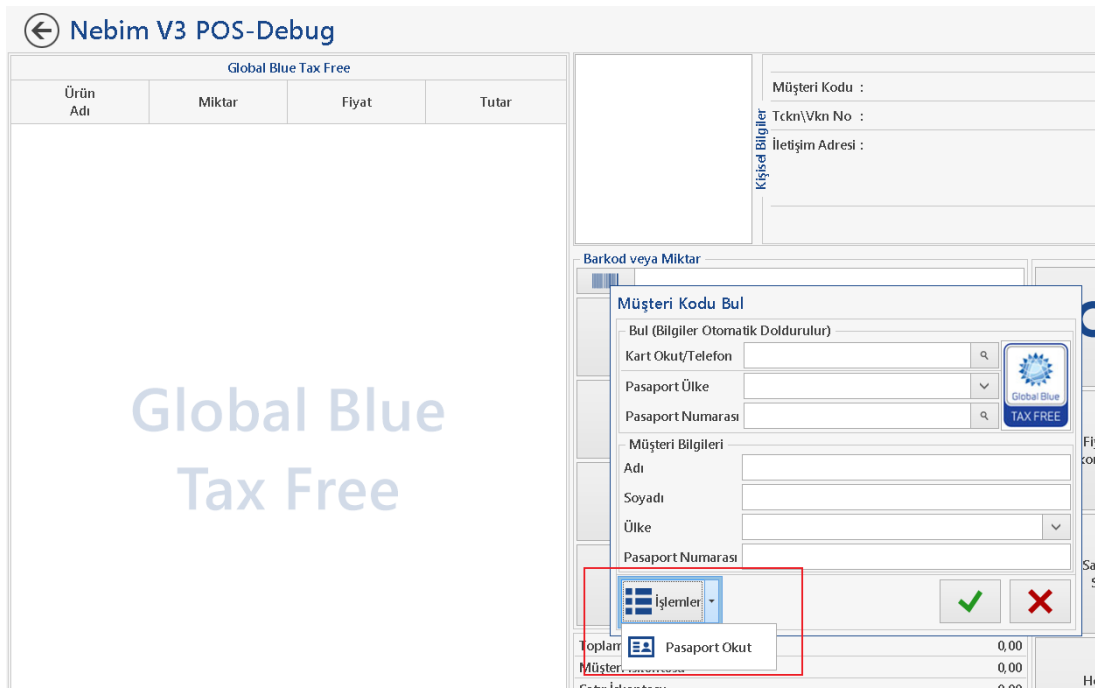 Nebim V3 POS-Debug
Global Blue Tax Free
Ürün
Adı
Miktar
Fiyat
Tutar
Global Blue
Tax Free
Kişisel Bilgiler
Müşteri Kodu :
Tckn\Vkn No :
İletişim Adresi :
Barkod veya Miktar
Müşteri Kodu Bul
Bul (Bilgiler Otomatik Doldurulur)
Kart Okut/Telefon
Pasaport Ülke
Pasaport Numarası
Global Blue
TAX FREE
Müşteri Bilgileri
Adı
Soyadı
Ülke
Pasaport Numarası
İşlemler
Pasaport Okut
Toplam
0,00
0,00
0,00